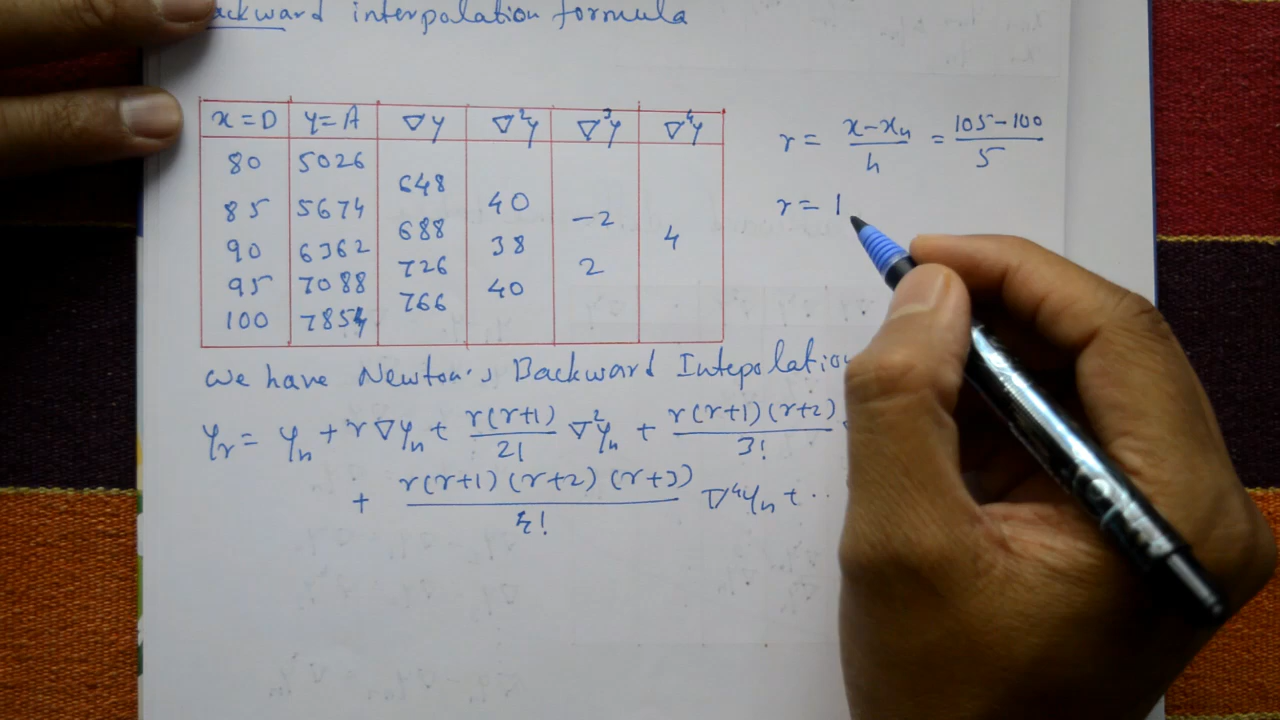 ackward interpolation formula
x=D y=A ∇y ∇²y ∇³y ∇⁴y
80 5026
648
85 5674 40
688 -2
90 6362 38 4
726 2
95 7088 40
766
100 7854
r = x-xₙ/h = 105-100/5
r = 1
we have Newton's Backward Intepolatio
yᵣ = yₙ + r∇yₙ + r(r+1)/2! ∇²yₙ + r(r+1)(r+2)/3!
+ r(r+1)(r+2)(r+3)/4! ∇⁴yₙ + ..